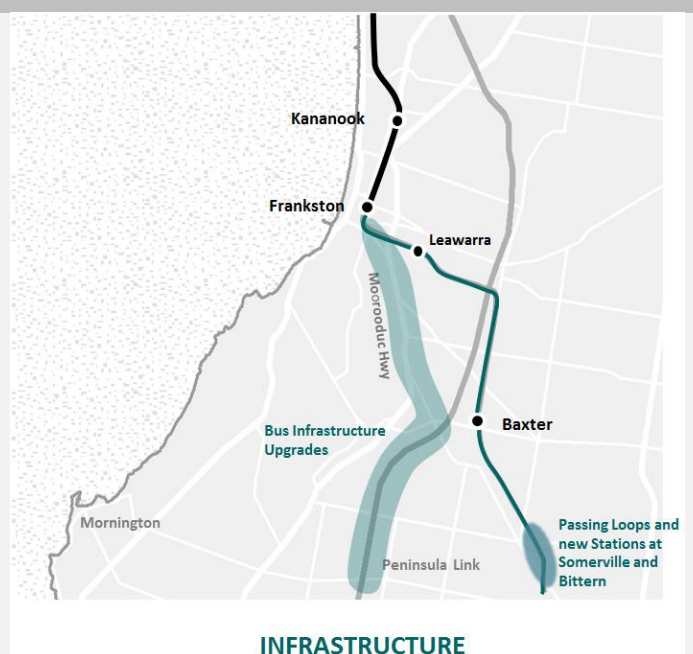 Kananook
Frankston
Leawarra
Moorooduc Hwy
Baxter
Bus Infrastructure
Upgrades
Mornington
Passing Loops and
new Stations at
Somerville and
Bittern
Peninsula Link
INFRASTRUCTURE